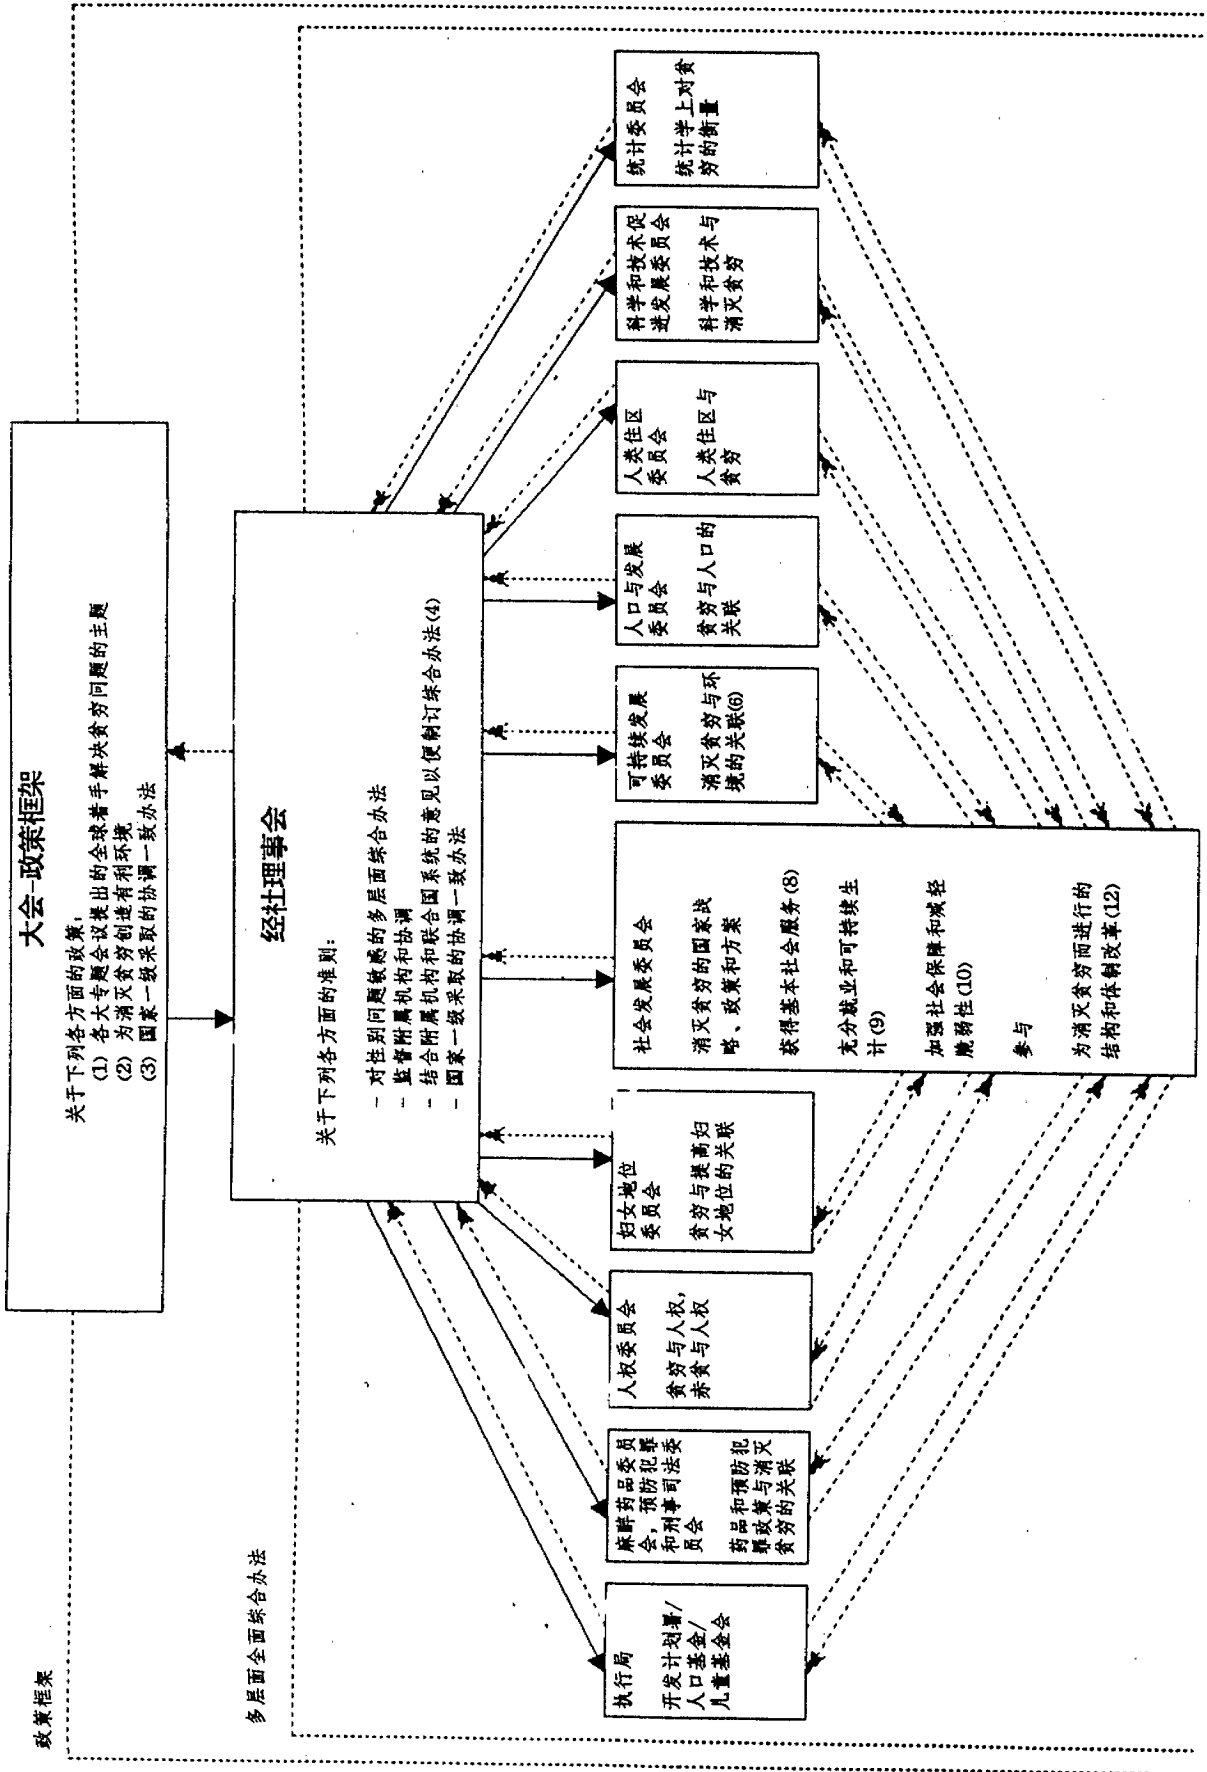 政策框架
大会-政策框架
关于下列各方面的政策:
(1) 各大专题会议提出的全球着手解决贫穷问题的主题
(2) 为消灭贫穷创造有利环境
(3) 国家一级采取的协调一致办法
多层面全面综合办法
经社理事会
关于下列各方面的准则:
- 对性别问题敏感的多层面综合办法
- 监督附属机构和协调
- 结合附属机构和联合国系统的意见以便制订综合办法(4)
- 国家一级采取的协调一致办法
执行局
开发计划署/
人口基金/
儿童基金会
麻醉药品委员
会, 预防犯罪
和刑事司法委
员会
药品和预防犯
罪政策与消灭
贫穷的关联
人权委员会
贫穷与人权,
赤贫与人权
妇女地位
委员会
贫穷与提高妇
女地位的关联
社会发展委员会
消灭贫穷的国家战
略、政策和方案
获得基本社会服务(8)
充分就业和可持续生
计(9)
加强社会保障和减轻
脆弱性(10)
参与
为消灭贫穷而进行的
结构和体制改革(12)
可持续发展
委员会
消灭贫穷与环
境的关联(6)
人口与发展
委员会
贫穷与人口的
关联
人类住区
委员会
人类住区与
贫穷
科学和技术促
进发展委员会
科学和技术与
消灭贫穷
统计委员会
统计学上对贫
穷的衡量